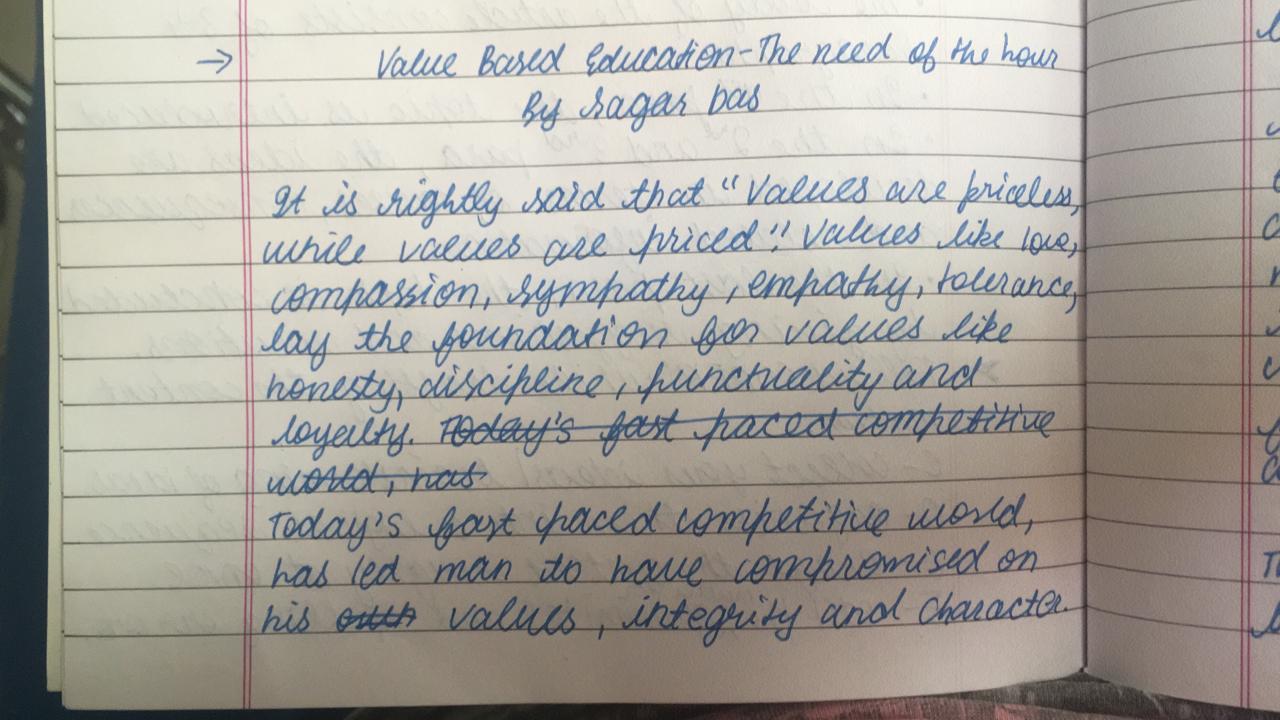 → Value Based Education-The need of the hour
By Sagar Das
It is rightly said that "Values are priceless,
while values are priced". Values like love,
compassion, sympathy, empathy, tolerance,
lay the foundation for values like
honesty, discipline, punctuality and
loyalty. Today's fast paced competitive
world, has
Today's fast paced competitive world,
has led man to have compromised on
his values, integrity and character.